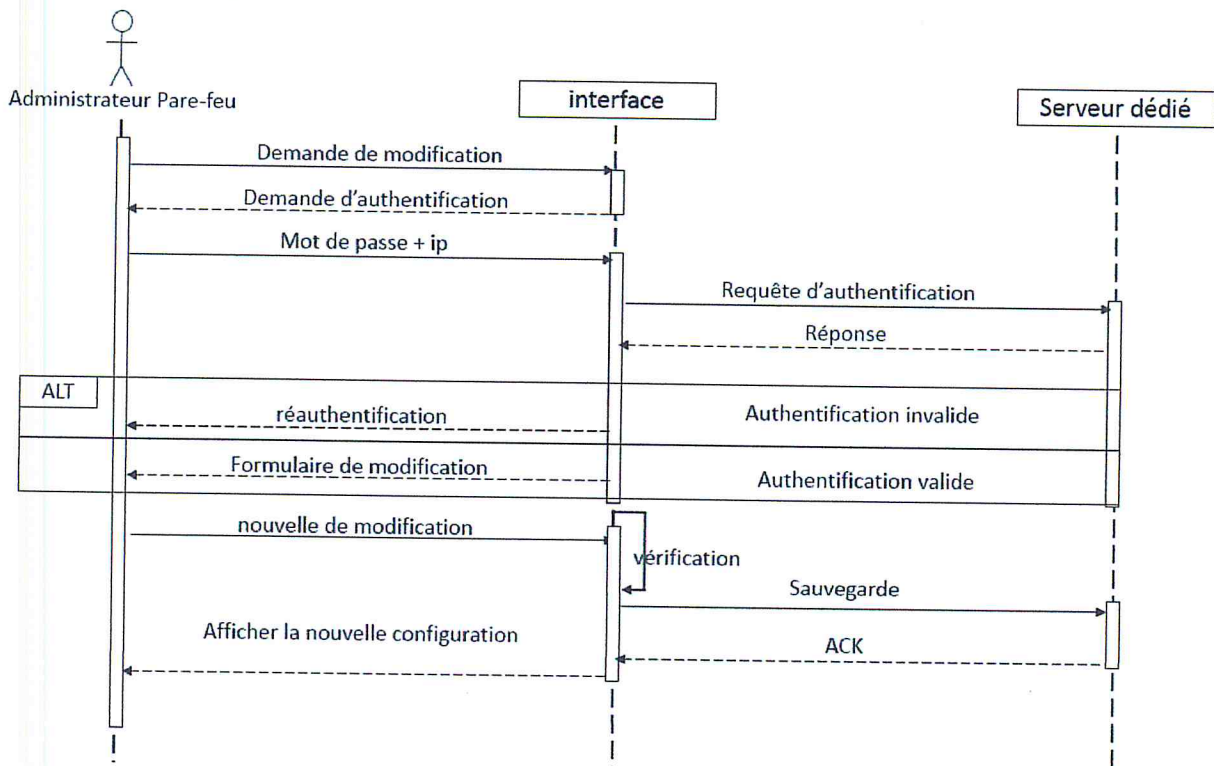 Administrateur Pare-feu
interface
Serveur dédié
Demande de modification
Demande d'authentification
Mot de passe + ip
Requête d'authentification
Réponse
ALT
réauthentification
Authentification invalide
Formulaire de modification
Authentification valide
nouvelle de modification
vérification
Sauvegarde
Afficher la nouvelle configuration
ACK